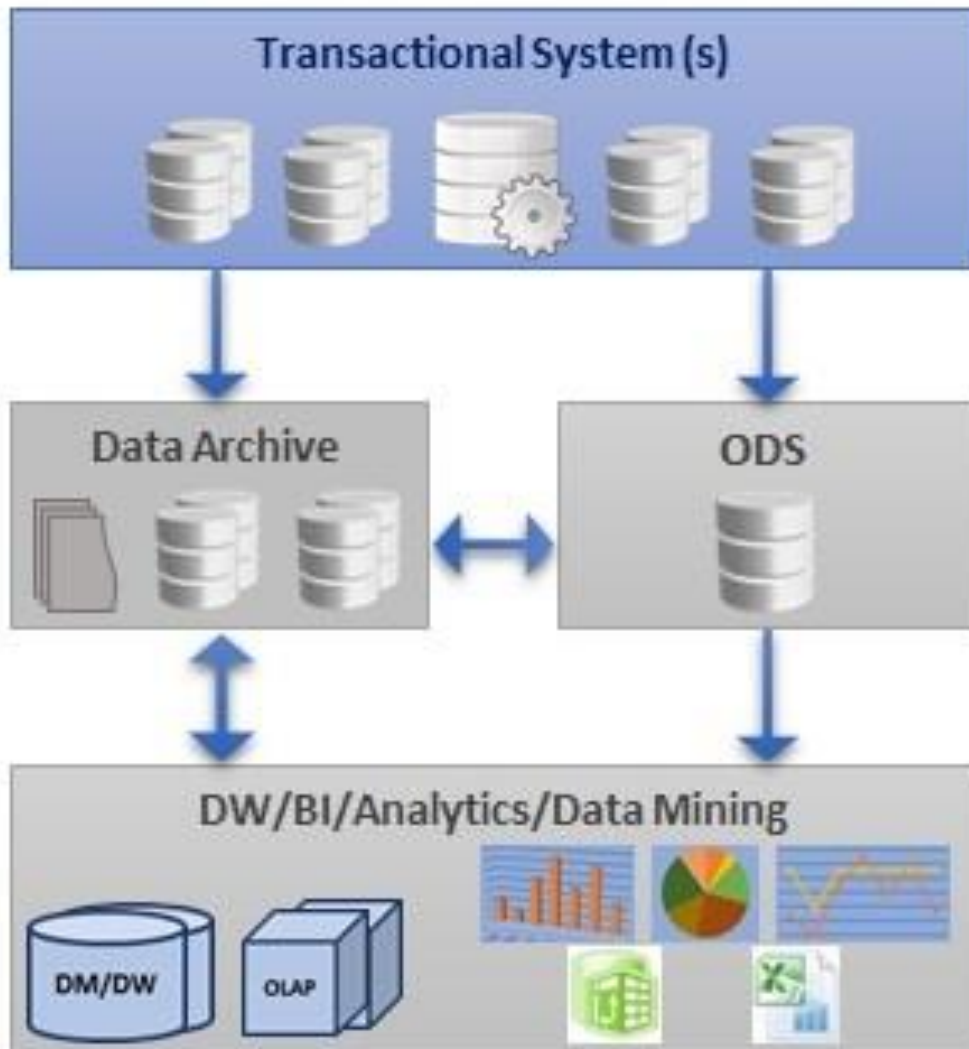 Transactional System (s)
Data Archive
ODS
DW/BI/Analytics/Data Mining
DM/DW
OLAP